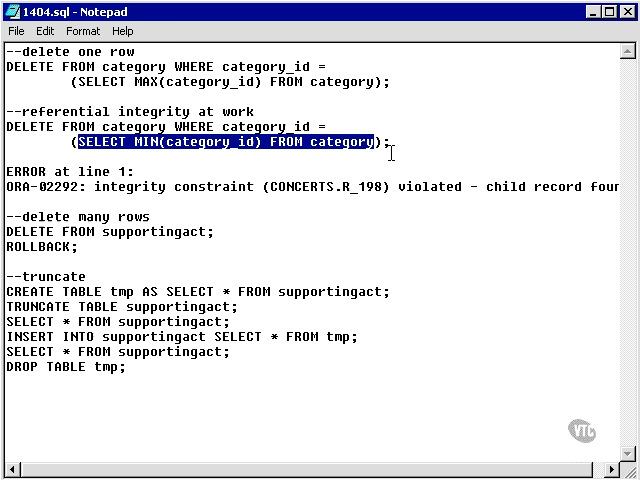 1404.sql - Notepad
File Edit Format Help
--delete one row
DELETE FROM category WHERE category_id =
(SELECT MAX(category_id) FROM category);
--referential integrity at work
DELETE FROM category WHERE category_id =
(SELECT MIN(category_id) FROM category);
ERROR at line 1:
ORA-02292: integrity constraint (CONCERTS.R_198) violated - child record foun
--delete many rows
DELETE FROM supportingact;
ROLLBACK;
--truncate
CREATE TABLE tmp AS SELECT * FROM supportingact;
TRUNCATE TABLE supportingact;
SELECT * FROM supportingact;
INSERT INTO supportingact SELECT * FROM tmp;
SELECT * FROM supportingact;
DROP TABLE tmp;
VTC